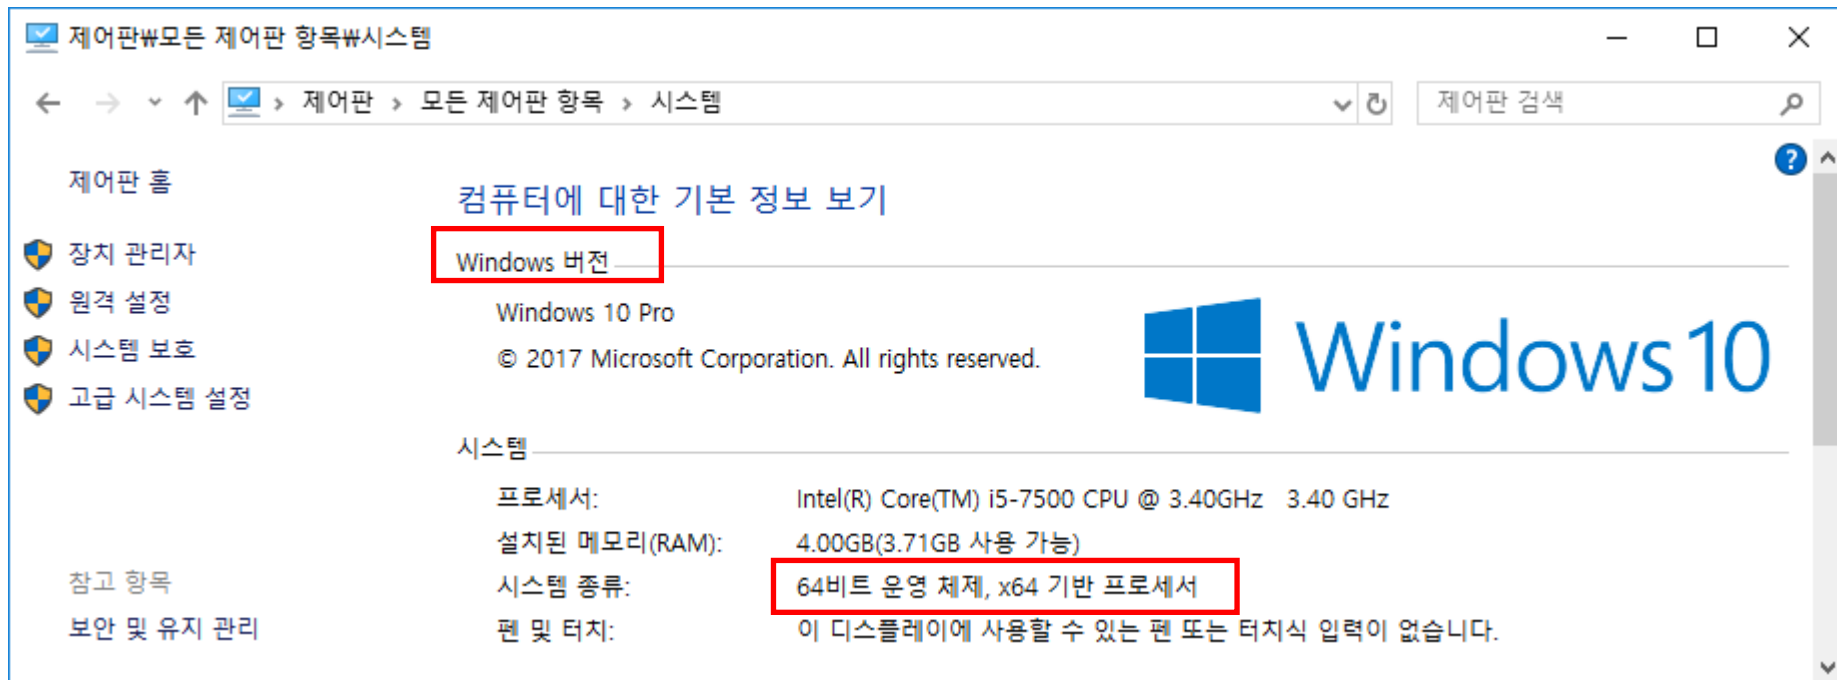 제어판₩모든 제어판 항목₩시스템
제어판 › 모든 제어판 항목 › 시스템
제어판 검색
제어판 홈
장치 관리자
원격 설정
시스템 보호
고급 시스템 설정
참고 항목
보안 및 유지 관리
컴퓨터에 대한 기본 정보 보기
Windows 버전
Windows 10 Pro
© 2017 Microsoft Corporation. All rights reserved.
Windows 10
시스템
프로세서: Intel(R) Core(TM) i5-7500 CPU @ 3.40GHz 3.40 GHz
설치된 메모리(RAM): 4.00GB(3.71GB 사용 가능)
시스템 종류: 64비트 운영 체제, x64 기반 프로세서
펜 및 터치: 이 디스플레이에 사용할 수 있는 펜 또는 터치식 입력이 없습니다.